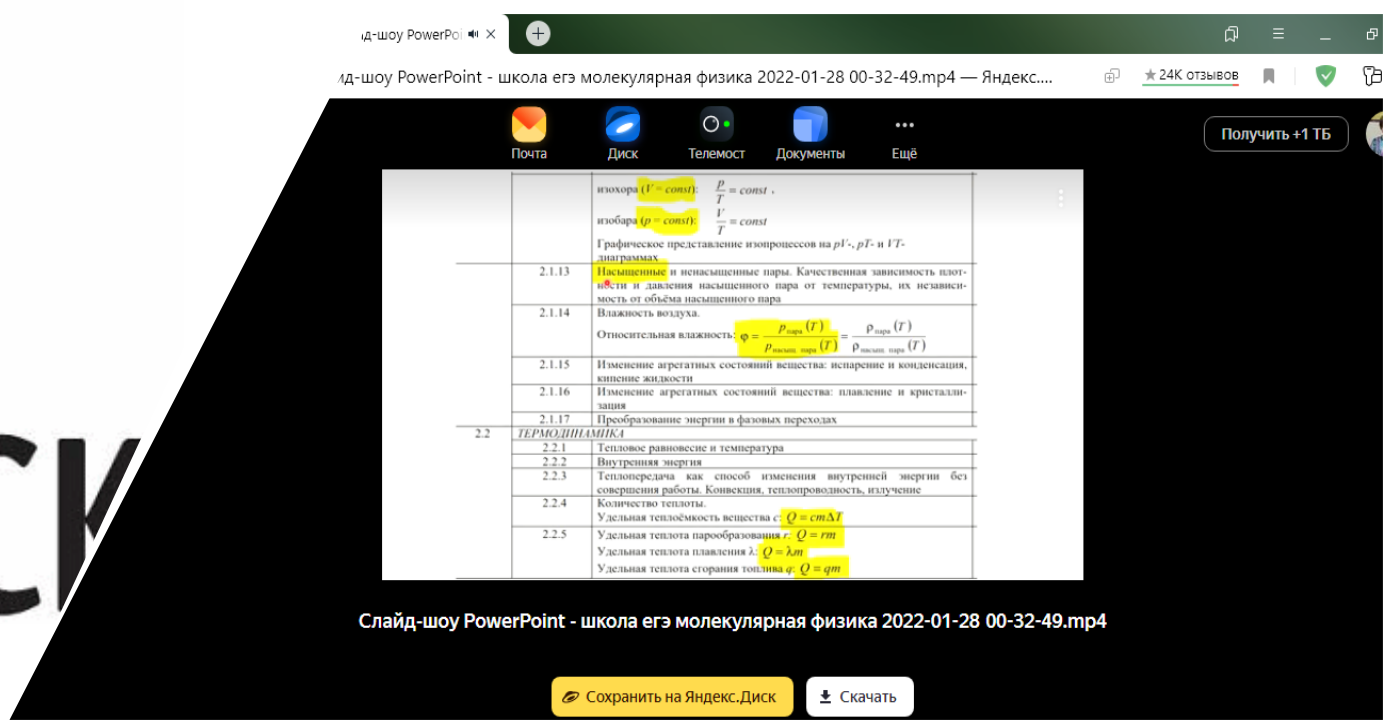 д-шоу PowerPoi
д-шоу PowerPoint - школа егэ молекулярная физика 2022-01-28 00-32-49.mp4 — Яндекс....
24K отзывов
Почта
Диск
Телемост
Документы
Ещё
Получить +1 ТБ
изохора (V = const): p/T = const ,
изобара (p = const): V/T = const
Графическое представление изопроцессов на pV-, pT- и VT-
диаграммах
2.1.13 Насыщенные и ненасыщенные пары. Качественная зависимость плот-
ности и давления насыщенного пара от температуры, их независи-
мость от объёма насыщенного пара
2.1.14 Влажность воздуха.
Относительная влажность: φ = p пара (T) / p насыщ. пара (T) = ρ пара (T) / ρ насыщ. пара (T)
2.1.15 Изменение агрегатных состояний вещества: испарение и конденсация,
кипение жидкости
2.1.16 Изменение агрегатных состояний вещества: плавление и кристалли-
зация
2.1.17 Преобразование энергии в фазовых переходах
2.2 ТЕРМОДИНАМИКА
2.2.1 Тепловое равновесие и температура
2.2.2 Внутренняя энергия
2.2.3 Теплопередача как способ изменения внутренней энергии без
совершения работы. Конвекция, теплопроводность, излучение
2.2.4 Количество теплоты.
Удельная теплоёмкость вещества c: Q = cmΔT
2.2.5 Удельная теплота парообразования r: Q = rm
Удельная теплота плавления λ: Q = λm
Удельная теплота сгорания топлива q: Q = qm
СК
Слайд-шоу PowerPoint - школа егэ молекулярная физика 2022-01-28 00-32-49.mp4
Сохранить на Яндекс.Диск
Скачать